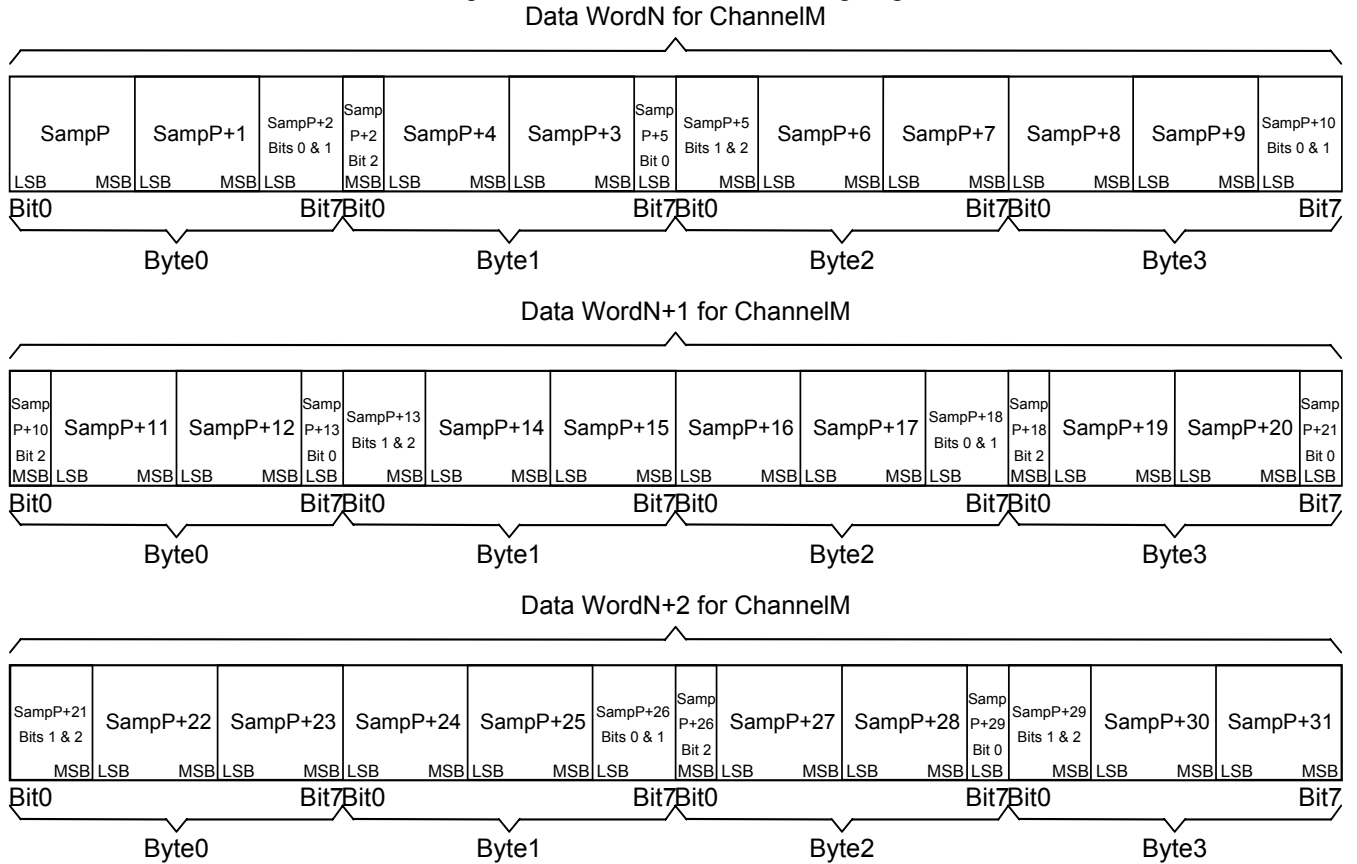 Data WordN for ChannelM
SampP SampP+1 SampP+2 Bits 0 & 1 Samp P+2 Bit 2 SampP+4 SampP+3 Samp P+5 Bit 0 SampP+5 Bits 1 & 2 SampP+6 SampP+7 SampP+8 SampP+9 SampP+10 Bits 0 & 1
LSB MSB LSB MSB LSB MSB LSB MSB LSB MSB LSB MSB LSB MSB LSB MSB LSB MSB LSB MSB LSB
Bit0 Bit7 Bit0 Bit7 Bit0 Bit7 Bit0 Bit7
Byte0 Byte1 Byte2 Byte3
Data WordN+1 for ChannelM
Samp P+10 Bit 2 SampP+11 SampP+12 Samp P+13 Bit 0 SampP+13 Bits 1 & 2 SampP+14 SampP+15 SampP+16 SampP+17 SampP+18 Bits 0 & 1 Samp P+18 Bit 2 SampP+19 SampP+20 Samp P+21 Bit 0
MSB LSB MSB LSB MSB LSB MSB LSB MSB LSB MSB LSB MSB LSB MSB LSB MSB LSB MSB LSB MSB LSB
Bit0 Bit7 Bit0 Bit7 Bit0 Bit7 Bit0 Bit7
Byte0 Byte1 Byte2 Byte3
Data WordN+2 for ChannelM
SampP+21 Bits 1 & 2 SampP+22 SampP+23 SampP+24 SampP+25 SampP+26 Bits 0 & 1 Samp P+26 Bit 2 SampP+27 SampP+28 Samp P+29 Bit 0 SampP+29 Bits 1 & 2 SampP+30 SampP+31
MSB LSB MSB LSB MSB LSB MSB LSB MSB LSB MSB LSB MSB LSB MSB LSB MSB LSB MSB LSB MSB
Bit0 Bit7 Bit0 Bit7 Bit0 Bit7 Bit0 Bit7
Byte0 Byte1 Byte2 Byte3